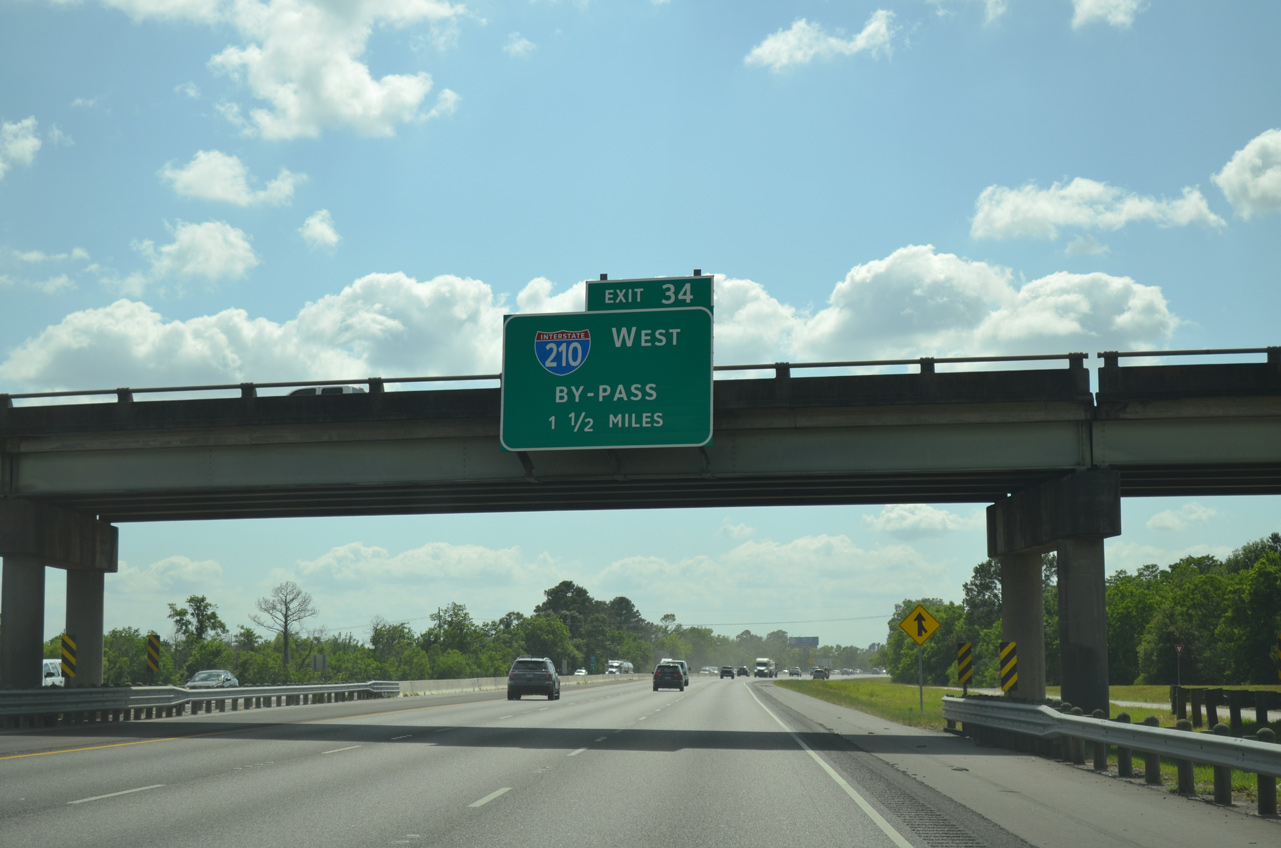 EXIT 34
INTERSTATE
210 WEST
BY-PASS
1 1/2 MILES